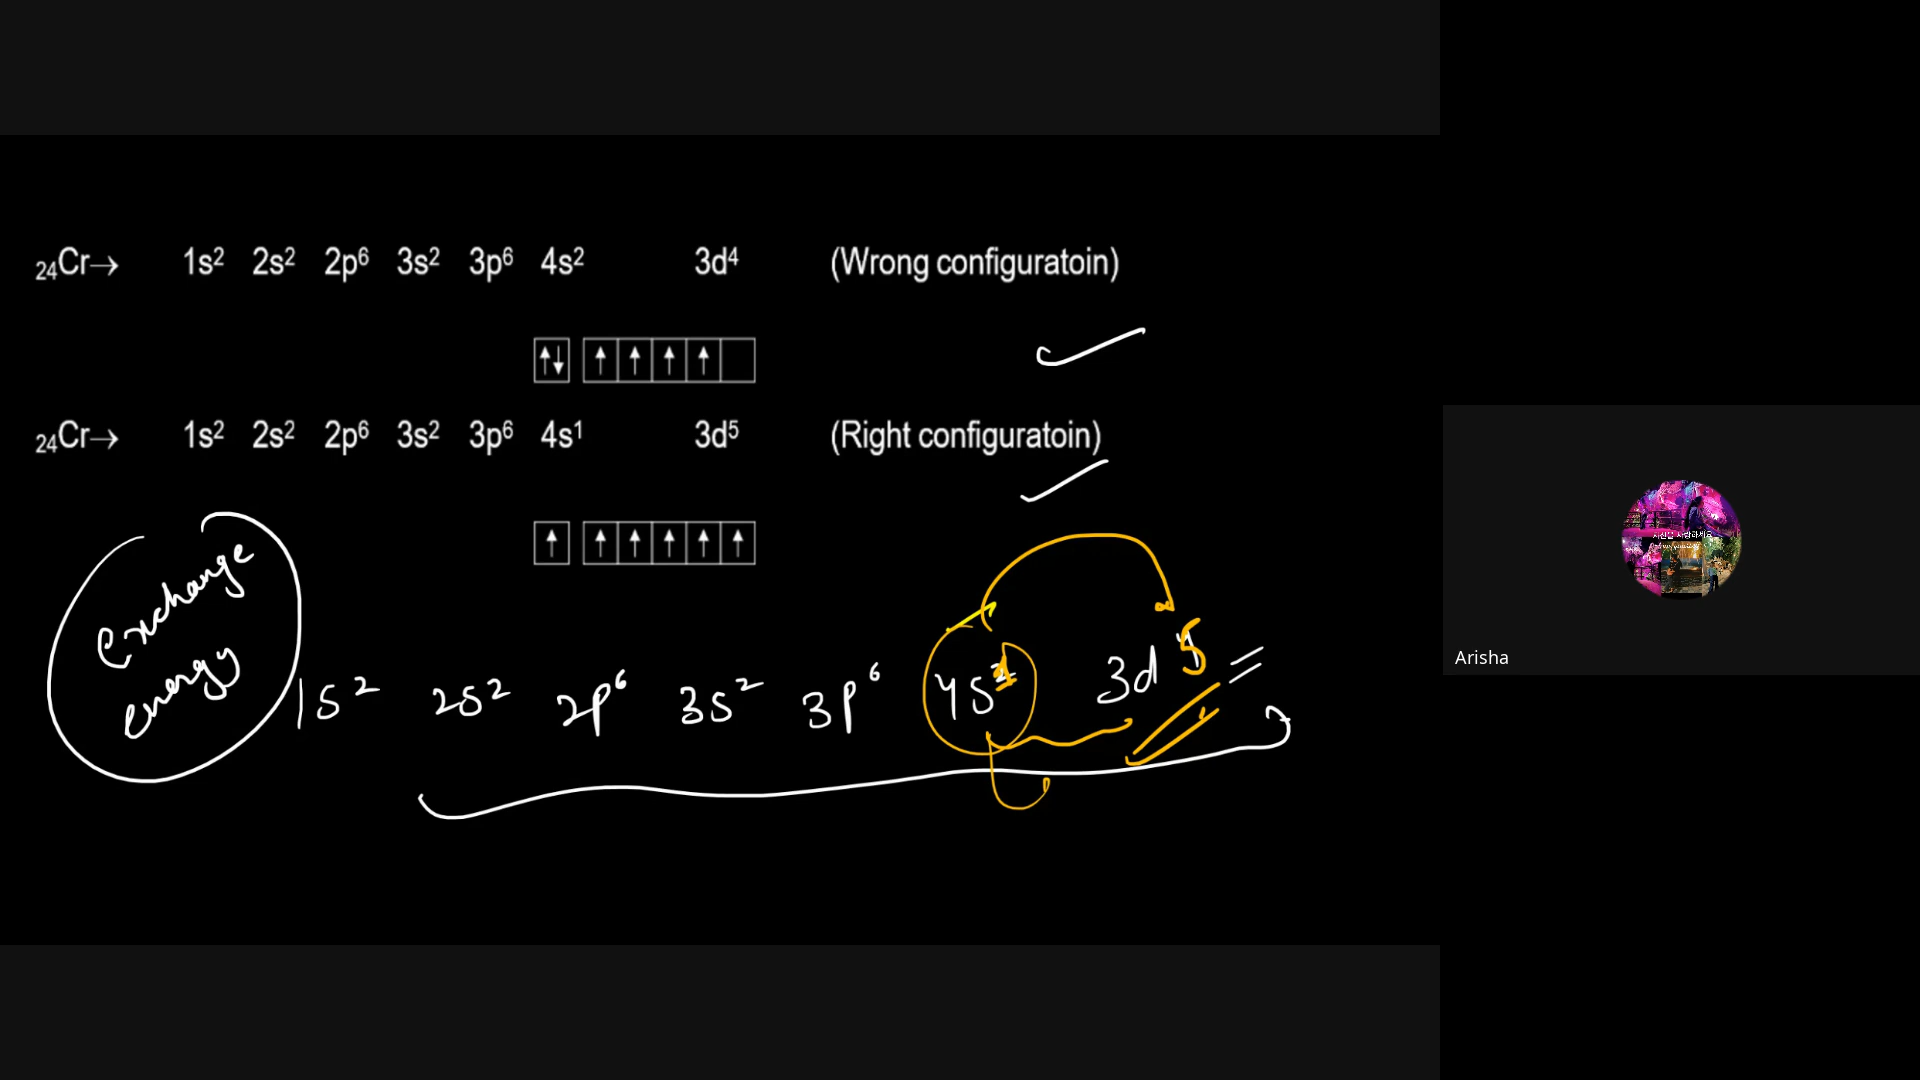 24Cr→ 1s2 2s2 2p6 3s2 3p6 4s2 3d4 (Wrong configuratoin)
↑↓ ↑ ↑ ↑ ↑
24Cr→ 1s2 2s2 2p6 3s2 3p6 4s1 3d5 (Right configuratoin)
↑ ↑ ↑ ↑ ↑ ↑
Exchange
energy
1s2 2s2 2p6 3s2 3p6 4s1 3d5 =
Arisha